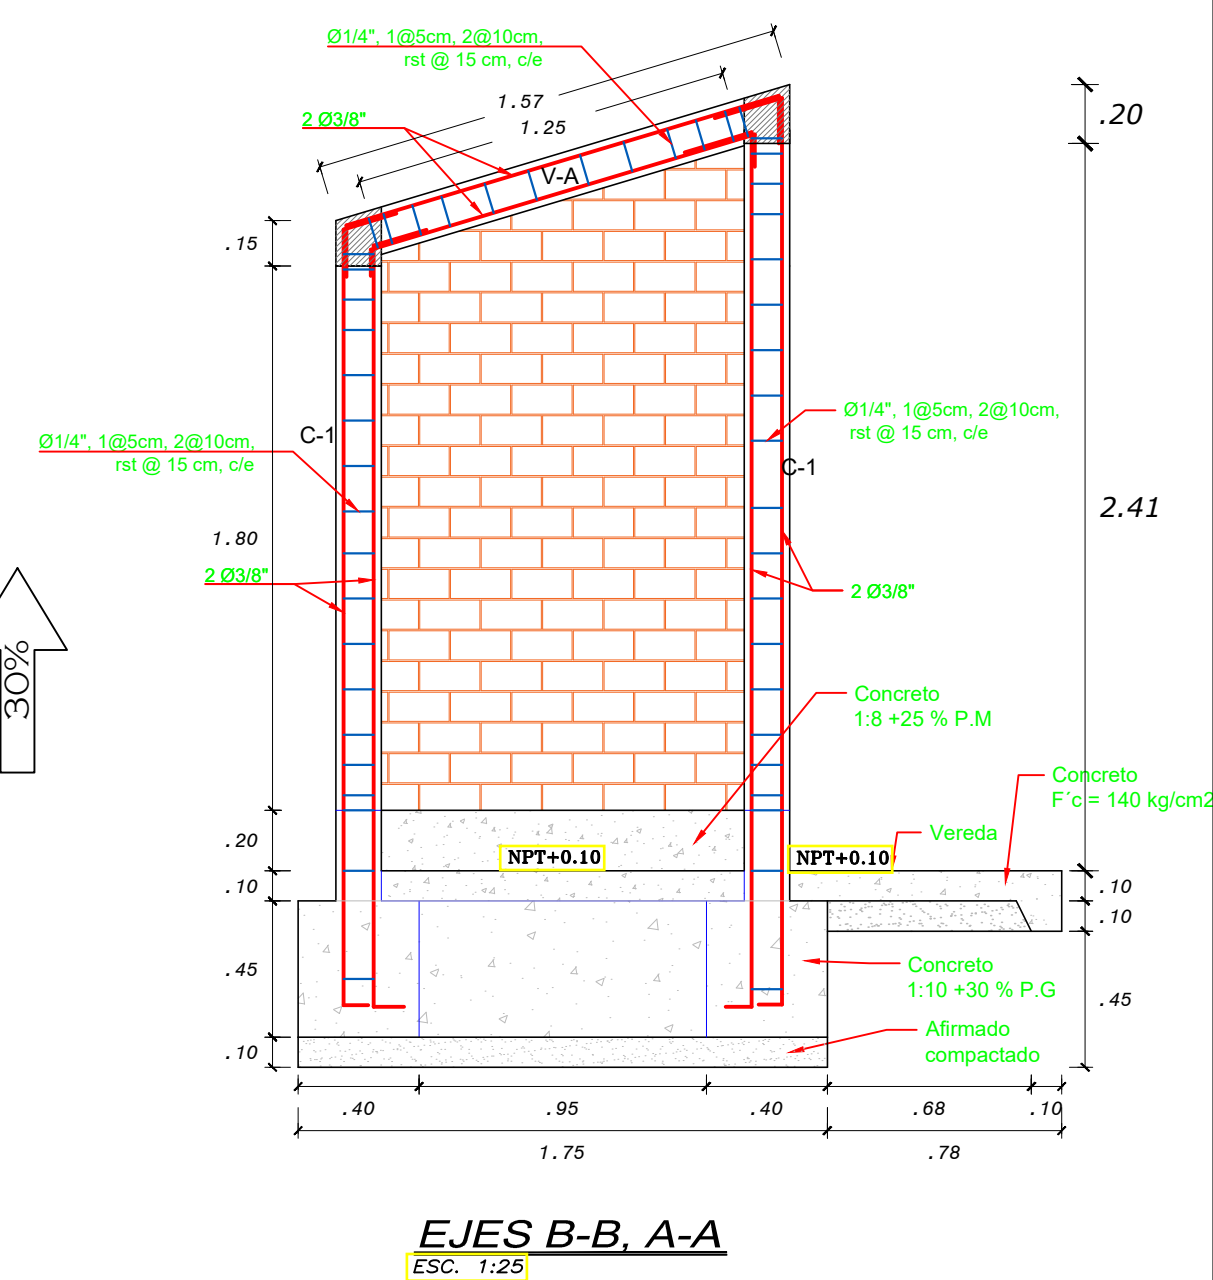 Ø1/4", 1@5cm, 2@10cm,
rst @ 15 cm, c/e
1.57
1.25
2 Ø3/8"
V-A
.20
.15
C-1
Ø1/4", 1@5cm, 2@10cm,
rst @ 15 cm, c/e
Ø1/4", 1@5cm, 2@10cm,
rst @ 15 cm, c/e
C-1
2.41
1.80
2 Ø3/8"
2 Ø3/8"
30%
Concreto
1:8 +25 % P.M
Concreto
F´c = 140 kg/cm2
Vereda
.20
NPT+0.10
NPT+0.10
.10
.10
.10
.45
Concreto
1:10 +30 % P.G
.45
Afirmado
compactado
.10
.40
.95
.40
.68
.10
1.75
.78
EJES B-B, A-A
ESC. 1:25